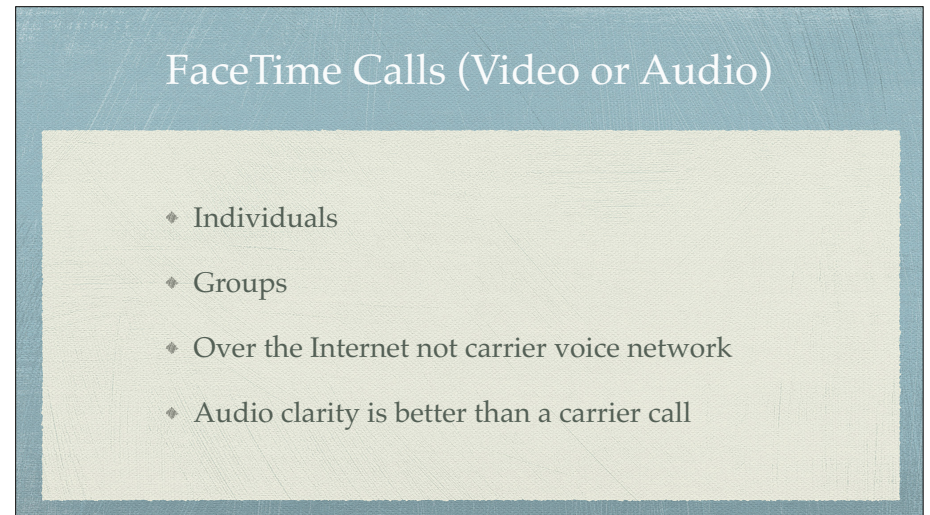 FaceTime Calls (Video or Audio)
Individuals
Groups
Over the Internet not carrier voice network
Audio clarity is better than a carrier call